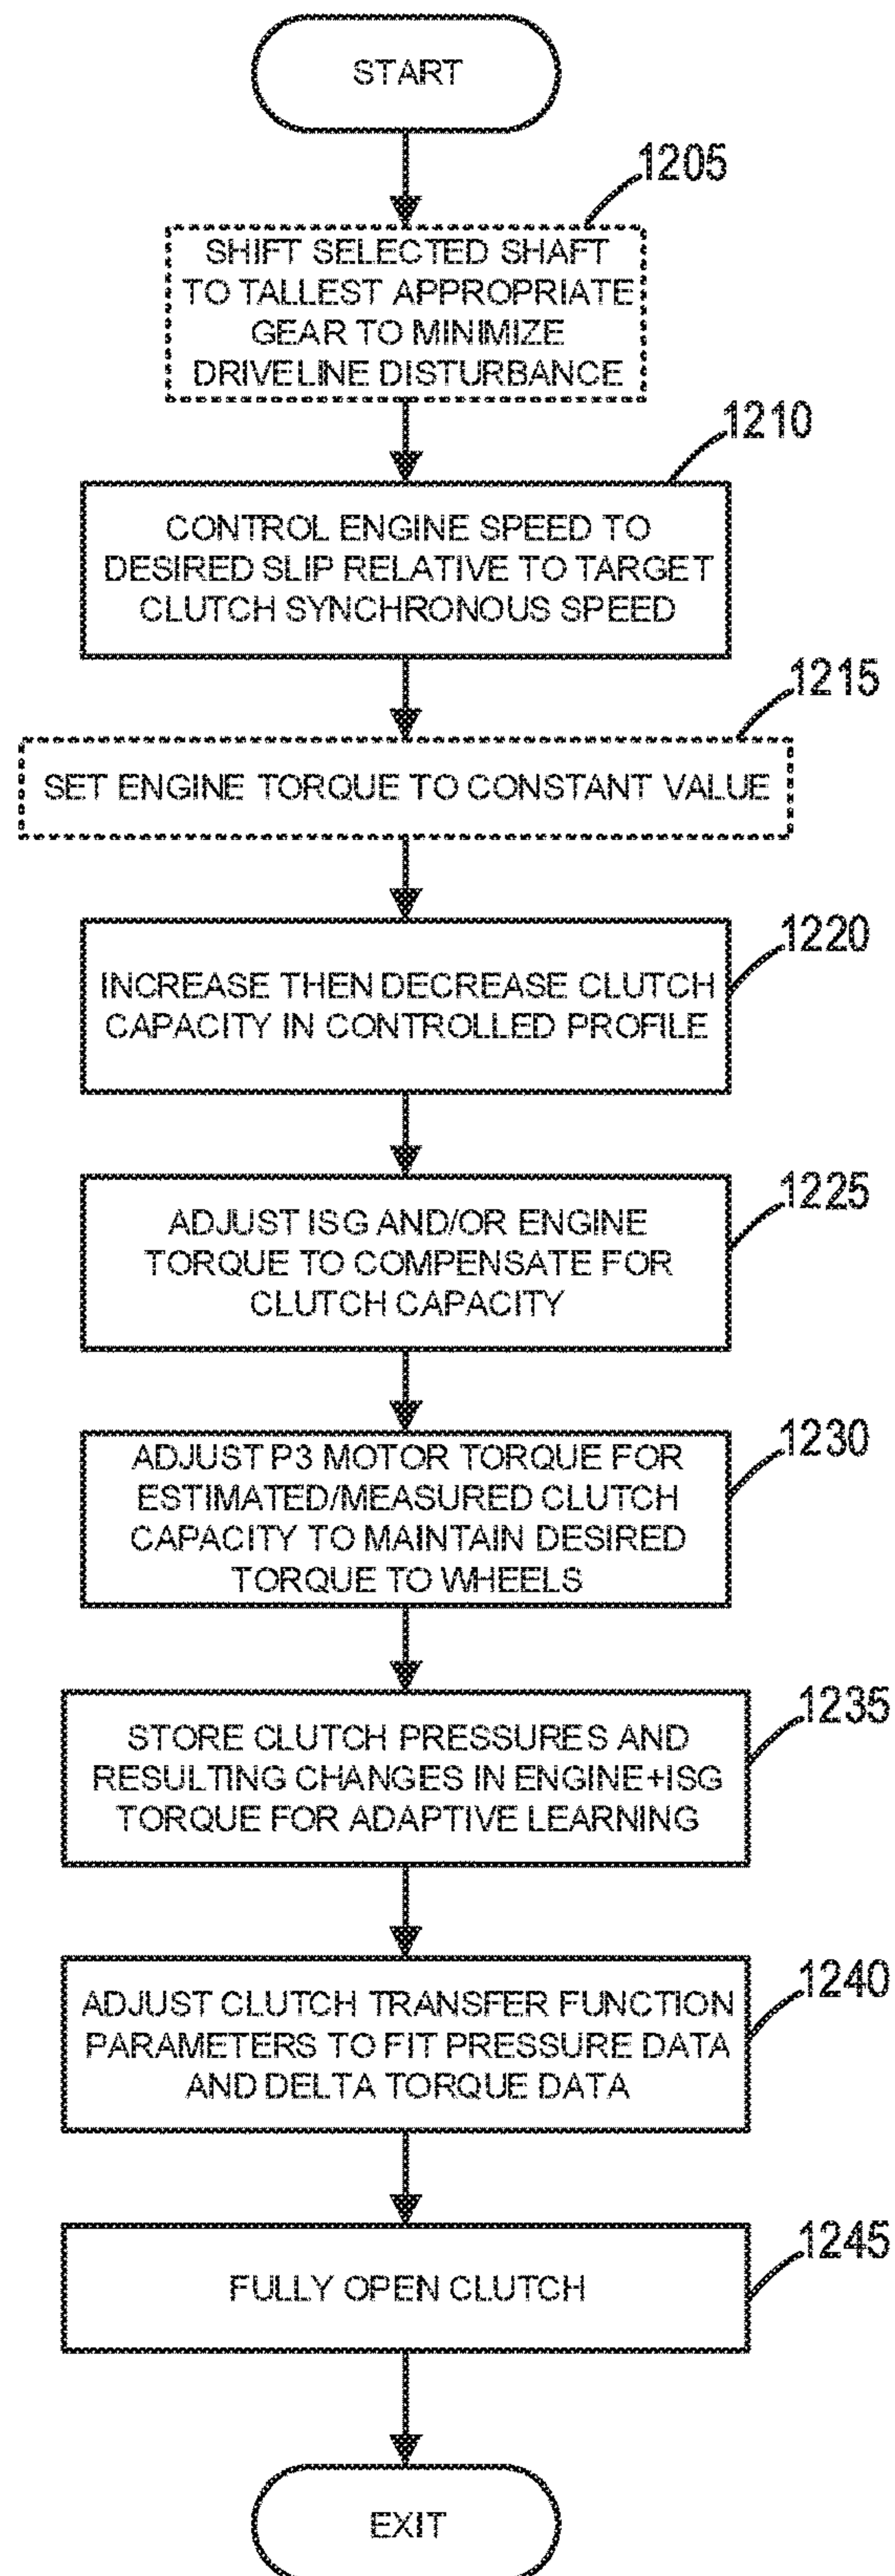 START
1205
SHIFT SELECTED SHAFT
TO TALLEST APPROPRIATE
GEAR TO MINIMIZE
DRIVELINE DISTURBANCE
1210
CONTROL ENGINE SPEED TO
DESIRED SLIP RELATIVE TO TARGET
CLUTCH SYNCHRONOUS SPEED
1215
SET ENGINE TORQUE TO CONSTANT VALUE
1220
INCREASE THEN DECREASE CLUTCH
CAPACITY IN CONTROLLED PROFILE
1225
ADJUST ISG AND/OR ENGINE
TORQUE TO COMPENSATE FOR
CLUTCH CAPACITY
1230
ADJUST P3 MOTOR TORQUE FOR
ESTIMATED/MEASURED CLUTCH
CAPACITY TO MAINTAIN DESIRED
TORQUE TO WHEELS
1235
STORE CLUTCH PRESSURES AND
RESULTING CHANGES IN ENGINE+ISG
TORQUE FOR ADAPTIVE LEARNING
1240
ADJUST CLUTCH TRANSFER FUNCTION
PARAMETERS TO FIT PRESSURE DATA
AND DELTA TORQUE DATA
1245
FULLY OPEN CLUTCH
EXIT